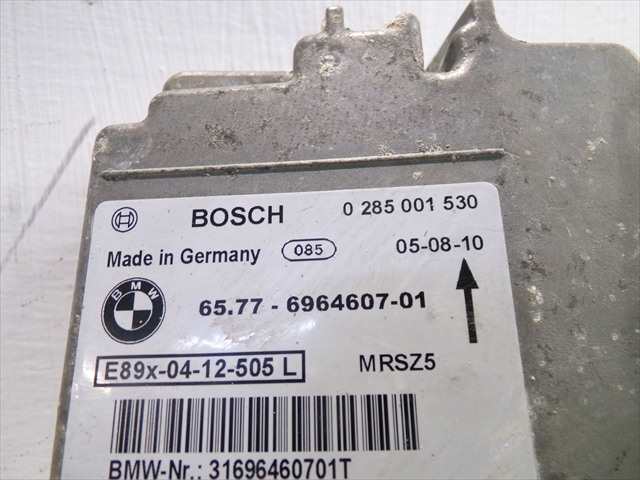 BOSCH 0 285 001 530
Made in Germany 085 05-08-10
BMW
65.77 - 6964607-01
E89x-04-12-505 L MRSZ5
BMW-Nr.: 31696460701T